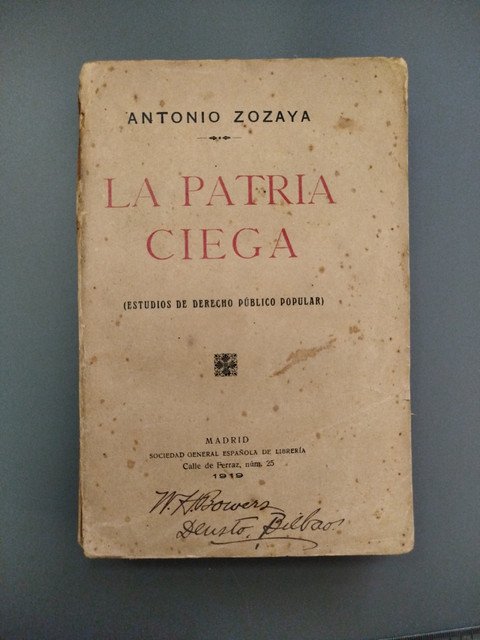 ANTONIO ZOZAYA
LA PATRIA
CIEGA
(ESTUDIOS DE DERECHO PÚBLICO POPULAR)
MADRID
SOCIEDAD GENERAL ESPAÑOLA DE LIBRERÍA
Calle de Ferraz, núm. 25
1919
W. H. Bowers
Deusto, Bilbao